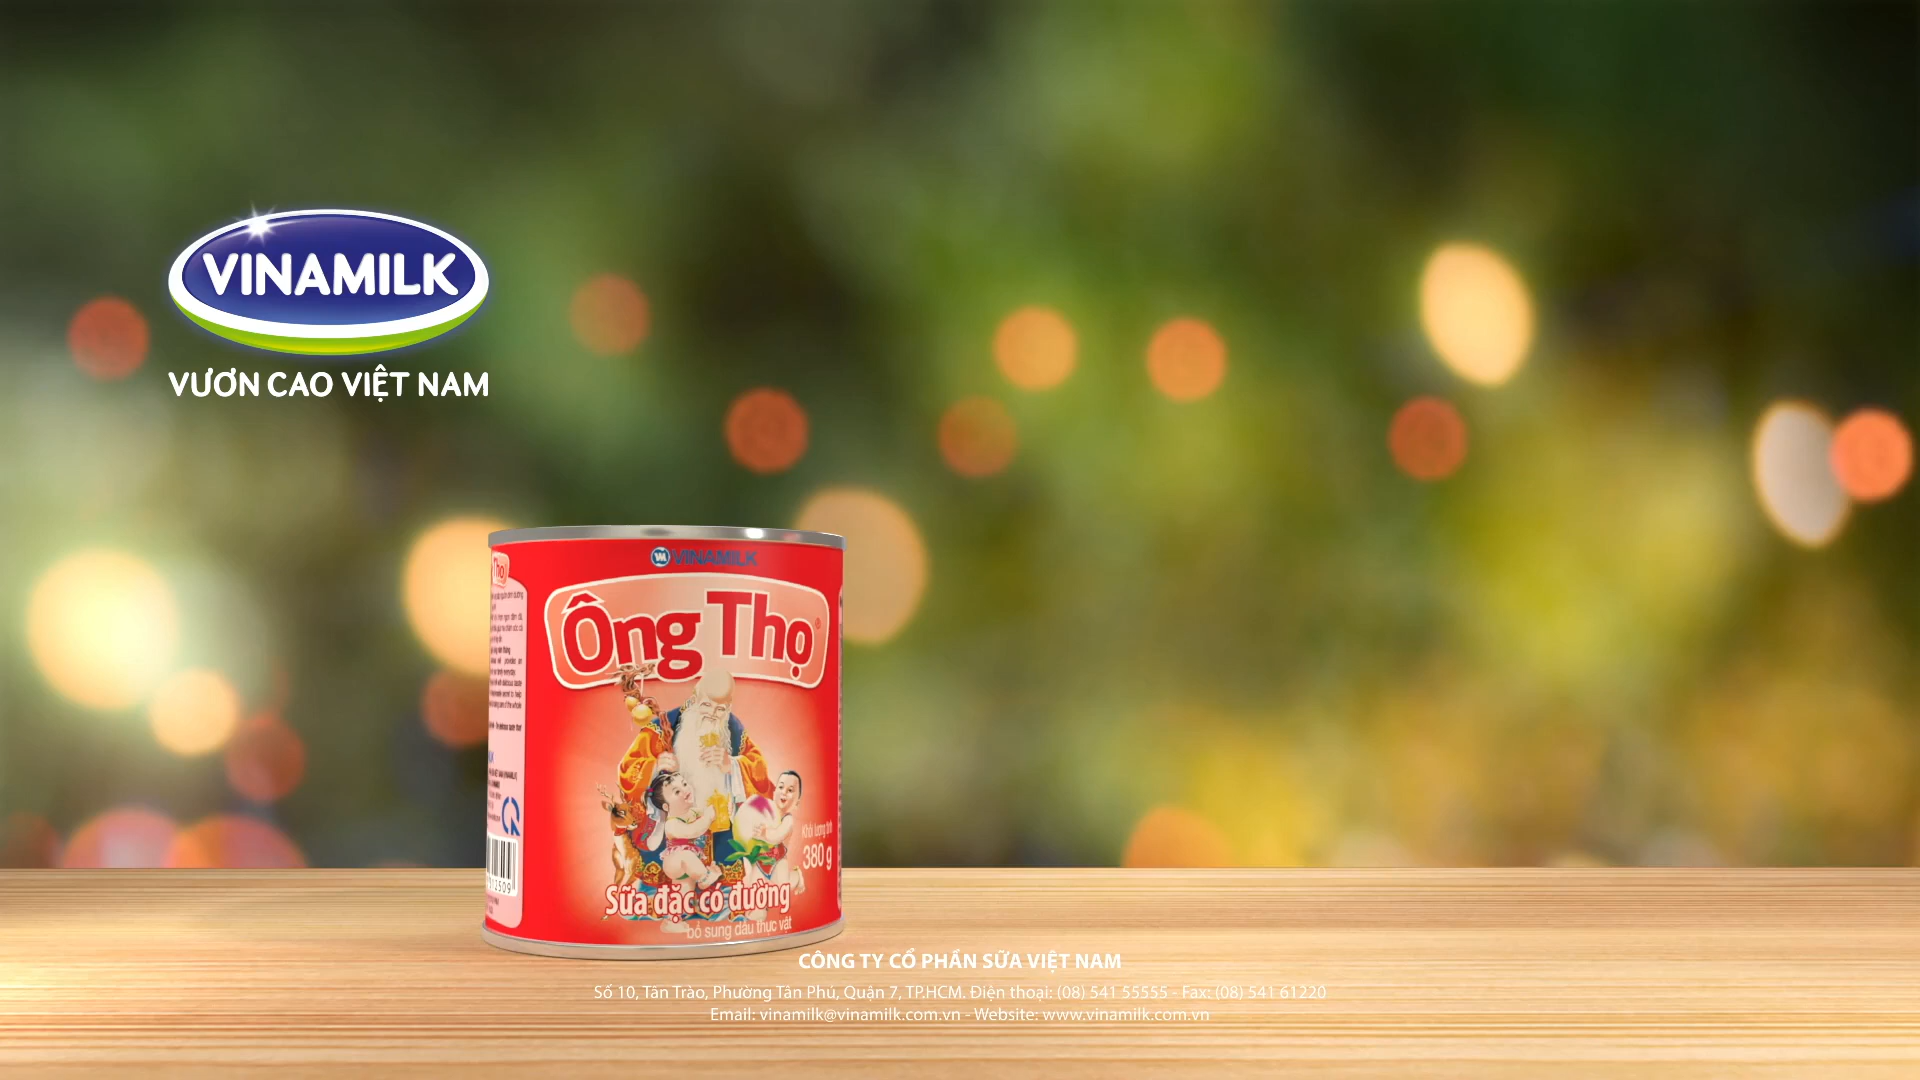 VINAMILK
VƯƠN CAO VIỆT NAM
VINAMILK
Ông Thọ
Thọ
Khối lượng tịnh
380 g
Sữa đặc có đường
bổ sung dầu thực vật
CÔNG TY CỔ PHẦN SỮA VIỆT NAM
Số 10, Tân Trào, Phường Tân Phú, Quận 7, TP.HCM. Điện thoại: (08) 541 55555 - Fax: (08) 541 61220
Email: vinamilk@vinamilk.com.vn - Website: www.vinamilk.com.vn